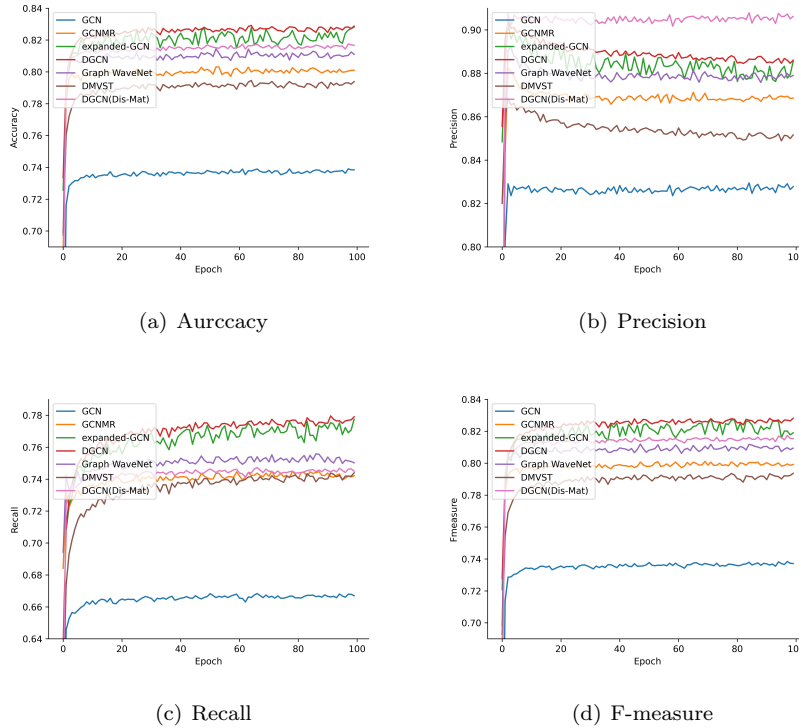 0.84
0.82
0.80
0.78
0.76
0.74
0.72
0.70
Accuracy
GCN
GCNMR
expanded-GCN
DGCN
Graph WaveNet
DMVST
DGCN(Dis-Mat)
0 20 40 60 80 100
Epoch
(a) Aurccacy
0.90
0.88
0.86
0.84
0.82
0.80
Precision
GCN
GCNMR
expanded-GCN
DGCN
Graph WaveNet
DMVST
DGCN(Dis-Mat)
0 20 40 60 80 100
Epoch
(b) Precision
0.78
0.76
0.74
0.72
0.70
0.68
0.66
0.64
Recall
GCN
GCNMR
expanded-GCN
DGCN
Graph WaveNet
DMVST
DGCN(Dis-Mat)
0 20 40 60 80 100
Epoch
(c) Recall
0.84
0.82
0.80
0.78
0.76
0.74
0.72
0.70
Fmeasure
GCN
GCNMR
expanded-GCN
DGCN
Graph WaveNet
DMVST
DGCN(Dis-Mat)
0 20 40 60 80 100
Epoch
(d) F-measure